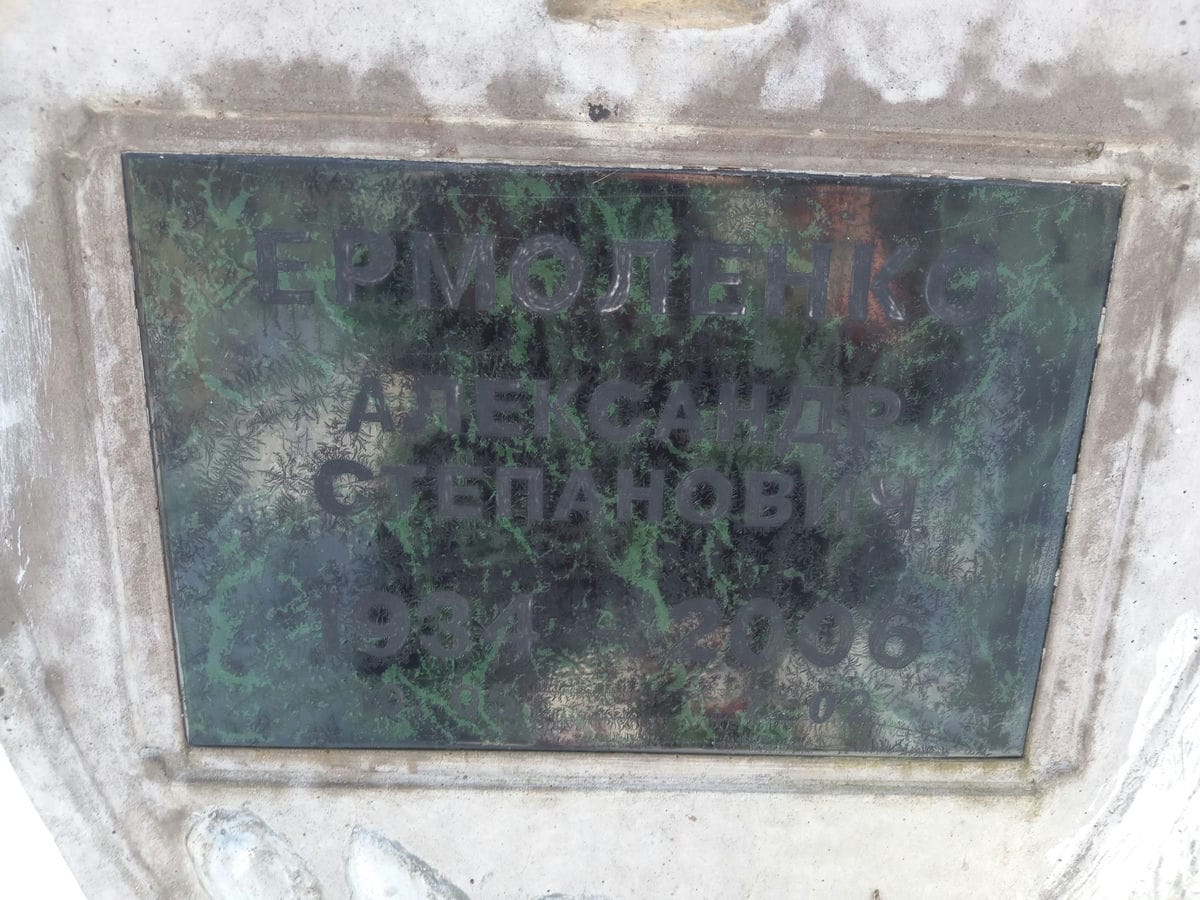 ЕРМОЛЕНКО
АЛЕКСАНДР
СТЕПАНОВИЧ
1934 2006